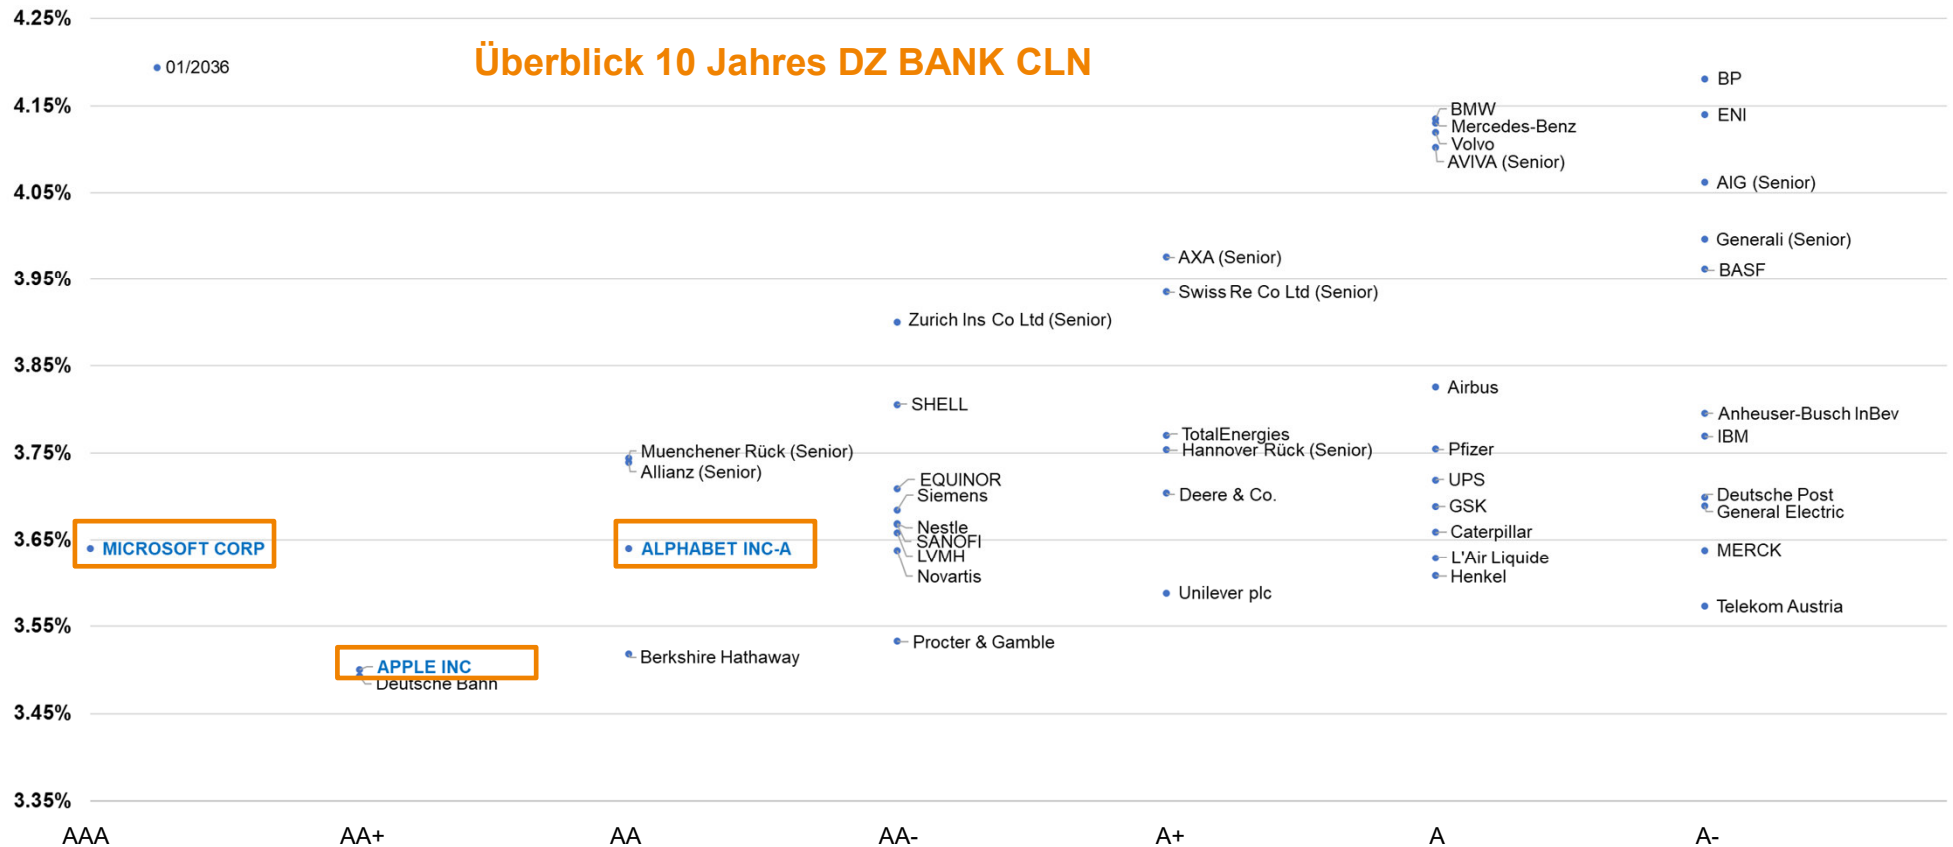 Überblick 10 Jahres DZ BANK CLN
01/2036
4.25%
4.15%
4.05%
3.95%
3.85%
3.75%
3.65%
3.55%
3.45%
3.35%
MICROSOFT CORP
APPLE INC
Deutsche Bahn
Muenchener Rück (Senior)
Allianz (Senior)
ALPHABET INC-A
Berkshire Hathaway
Zurich Ins Co Ltd (Senior)
SHELL
EQUINOR
Siemens
Nestle
SANOFI
LVMH
Novartis
Procter & Gamble
AXA (Senior)
Swiss Re Co Ltd (Senior)
TotalEnergies
Hannover Rück (Senior)
Deere & Co.
Unilever plc
BMW
Mercedes-Benz
Volvo
AVIVA (Senior)
Airbus
Pfizer
UPS
GSK
Caterpillar
L'Air Liquide
Henkel
BP
ENI
AIG (Senior)
Generali (Senior)
BASF
Anheuser-Busch InBev
IBM
Deutsche Post
General Electric
MERCK
Telekom Austria
AAA
AA+
AA
AA-
A+
A
A-